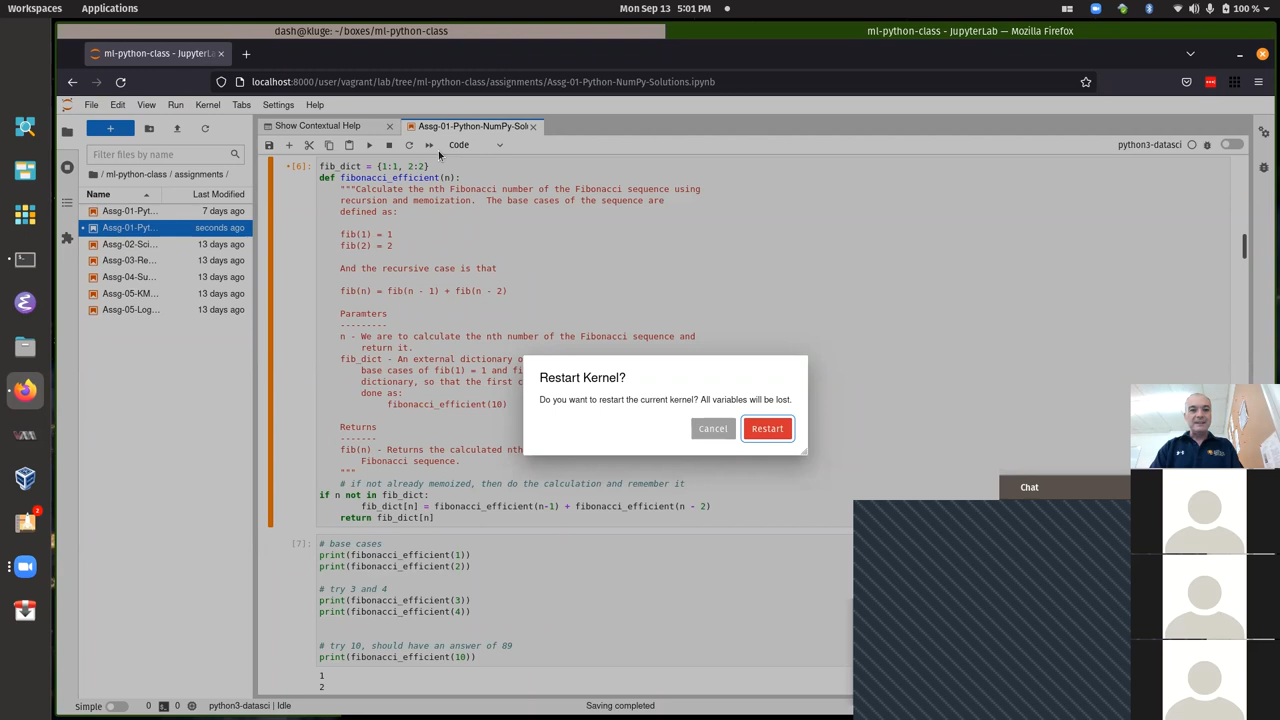 Workspaces
Applications
Mon Sep 13 5:01 PM
100 %
dash@kluge: ~/boxes/ml-python-class
ml-python-class - JupyterLab — Mozilla Firefox
ml-python-class - JupyterLa
localhost:8000/user/vagrant/lab/tree/ml-python-class/assignments/Assg-01-Python-NumPy-Solutions.ipynb
File Edit View Run Kernel Tabs Settings Help
Show Contextual Help
Assg-01-Python-NumPy-Sol
Code
python3-datasci
Filter files by name
/ ml-python-class / assignments /
Name Last Modified
Assg-01-Pyt... 7 days ago
Assg-01-Pyt... seconds ago
Assg-02-Sci... 13 days ago
Assg-03-Re... 13 days ago
Assg-04-Su... 13 days ago
Assg-05-KM... 13 days ago
Assg-05-Log... 13 days ago
[6]: fib_dict = {1:1, 2:2}
def fibonacci_efficient(n):
"""Calculate the nth Fibonacci number of the Fibonacci sequence using
recursion and memoization. The base cases of the sequence are
defined as:
fib(1) = 1
fib(2) = 2
And the recursive case is that
fib(n) = fib(n - 1) + fib(n - 2)
Paramters
---------
n - We are to calculate the nth number of the Fibonacci sequence and
return it.
fib_dict - An external dictionary o
base cases of fib(1) = 1 and fi
dictionary, so that the first c
done as:
fibonacci_efficient(10)
Returns
-------
fib(n) - Returns the calculated nth
Fibonacci sequence.
"""
# if not already memoized, then do the calculation and remember it
if n not in fib_dict:
fib_dict[n] = fibonacci_efficient(n-1) + fibonacci_efficient(n - 2)
return fib_dict[n]
Restart Kernel?
Do you want to restart the current kernel? All variables will be lost.
Cancel
Restart
[7]: # base cases
print(fibonacci_efficient(1))
print(fibonacci_efficient(2))
# try 3 and 4
print(fibonacci_efficient(3))
print(fibonacci_efficient(4))
# try 10, should have an answer of 89
print(fibonacci_efficient(10))
1
2
Chat
2
Simple
0
0
python3-datasci | Idle
Saving completed